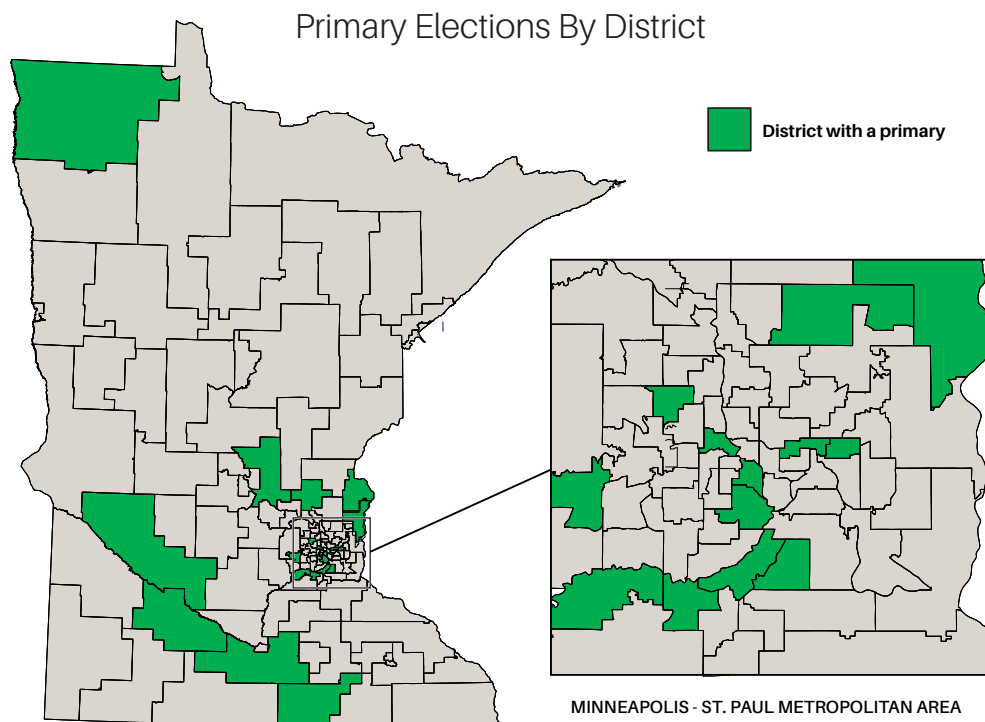 Primary Elections By District
District with a primary
MINNEAPOLIS - ST. PAUL METROPOLITAN AREA